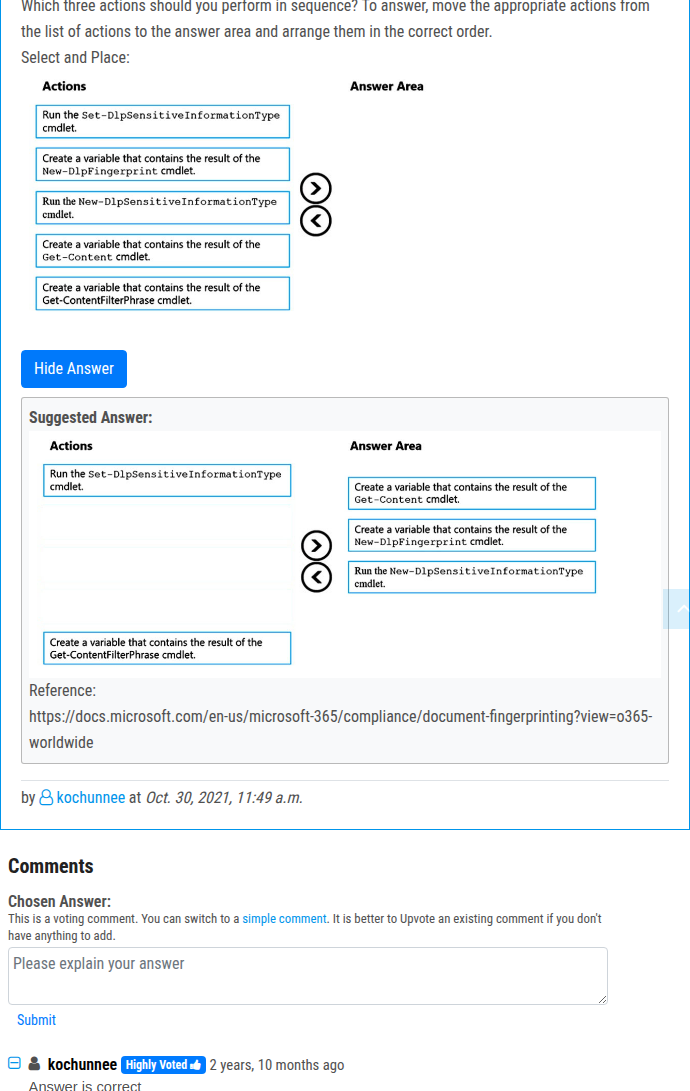 Which three actions should you perform in sequence? To answer, move the appropriate actions from
the list of actions to the answer area and arrange them in the correct order.
Select and Place:
Actions
Answer Area
Run the Set-DlpSensitiveInformationType
cmdlet.
Create a variable that contains the result of the
New-DlpFingerprint cmdlet.
Run the New-DlpSensitiveInformationType
cmdlet.
Create a variable that contains the result of the
Get-Content cmdlet.
Create a variable that contains the result of the
Get-ContentFilterPhrase cmdlet.
Hide Answer
Suggested Answer:
Actions
Answer Area
Run the Set-DlpSensitiveInformationType
cmdlet.
Create a variable that contains the result of the
Get-Content cmdlet.
Create a variable that contains the result of the
New-DlpFingerprint cmdlet.
Run the New-DlpSensitiveInformationType
cmdlet.
Create a variable that contains the result of the
Get-ContentFilterPhrase cmdlet.
Reference:
https://docs.microsoft.com/en-us/microsoft-365/compliance/document-fingerprinting?view=o365-
worldwide
by kochunnee at Oct. 30, 2021, 11:49 a.m.
Comments
Chosen Answer:
This is a voting comment. You can switch to a simple comment. It is better to Upvote an existing comment if you don't
have anything to add.
Please explain your answer
Submit
kochunnee Highly Voted 2 years, 10 months ago
Answer is correct